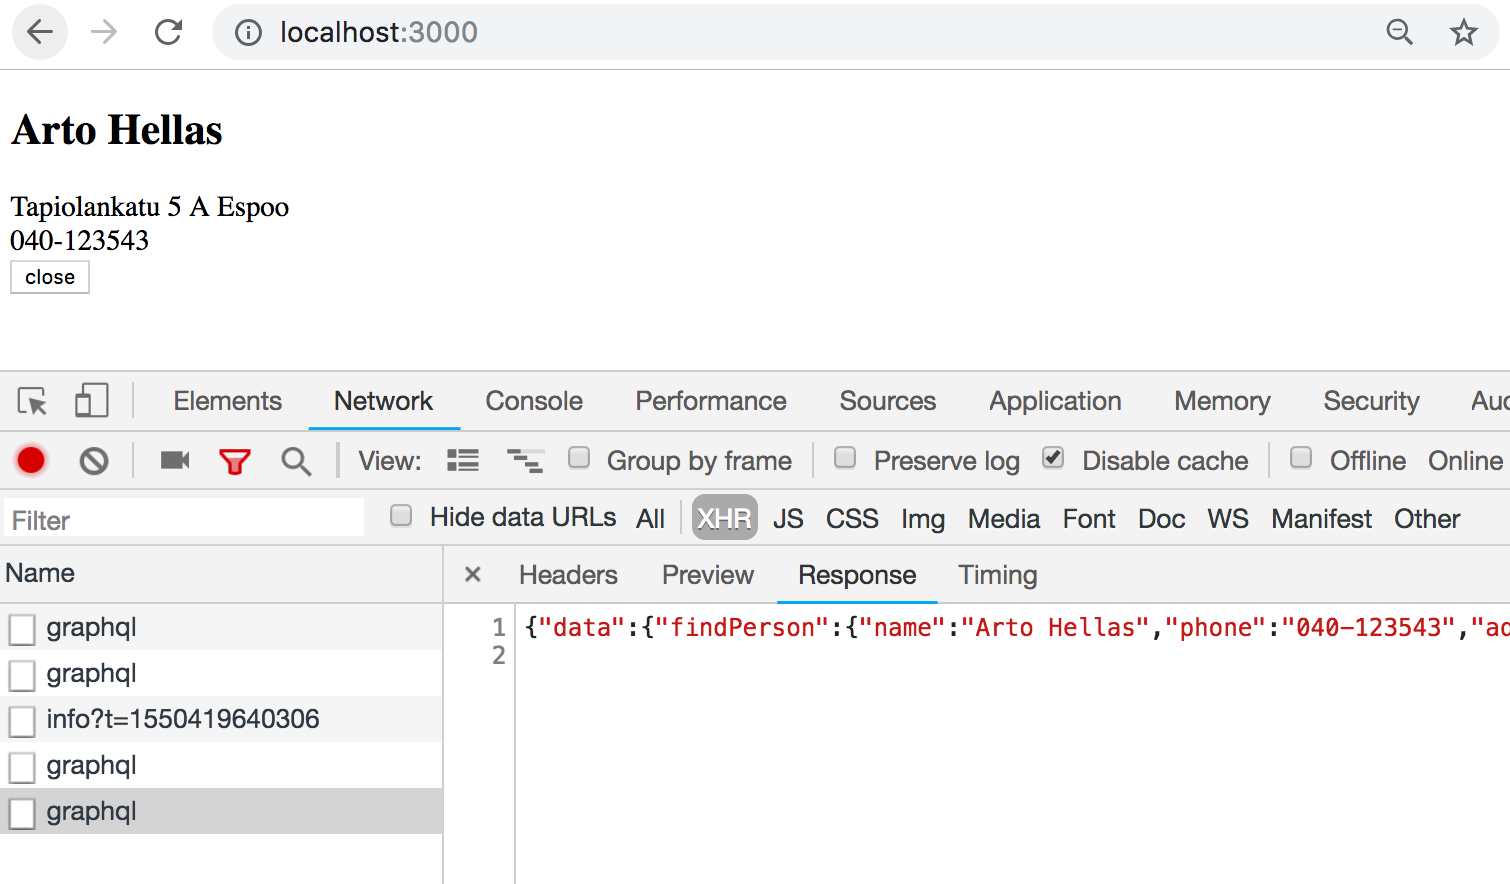 localhost:3000
Arto Hellas
Tapiolankatu 5 A Espoo
040-123543
close
Elements Network Console Performance Sources Application Memory Security
View: Group by frame Preserve log Disable cache Offline Online
Filter Hide data URLs All XHR JS CSS Img Media Font Doc WS Manifest Other
Name × Headers Preview Response Timing
graphql
graphql
info?t=1550419640306
graphql
graphql
1 {"data":{"findPerson":{"name":"Arto Hellas","phone":"040-123543","ad
2